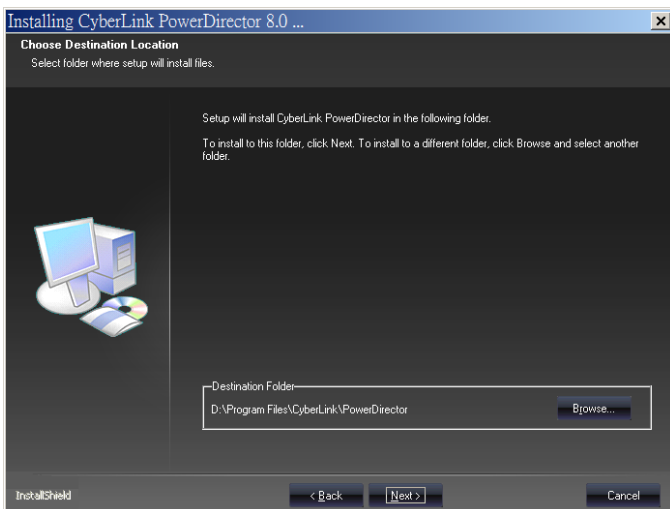 Installing CyberLink PowerDirector 8.0 ...
Choose Destination Location
Select folder where setup will install files.
Setup will install CyberLink PowerDirector in the following folder.
To install to this folder, click Next. To install to a different folder, click Browse and select another
folder.
Destination Folder
D:\Program Files\CyberLink\PowerDirector
Browse...
InstallShield
< Back
Next >
Cancel